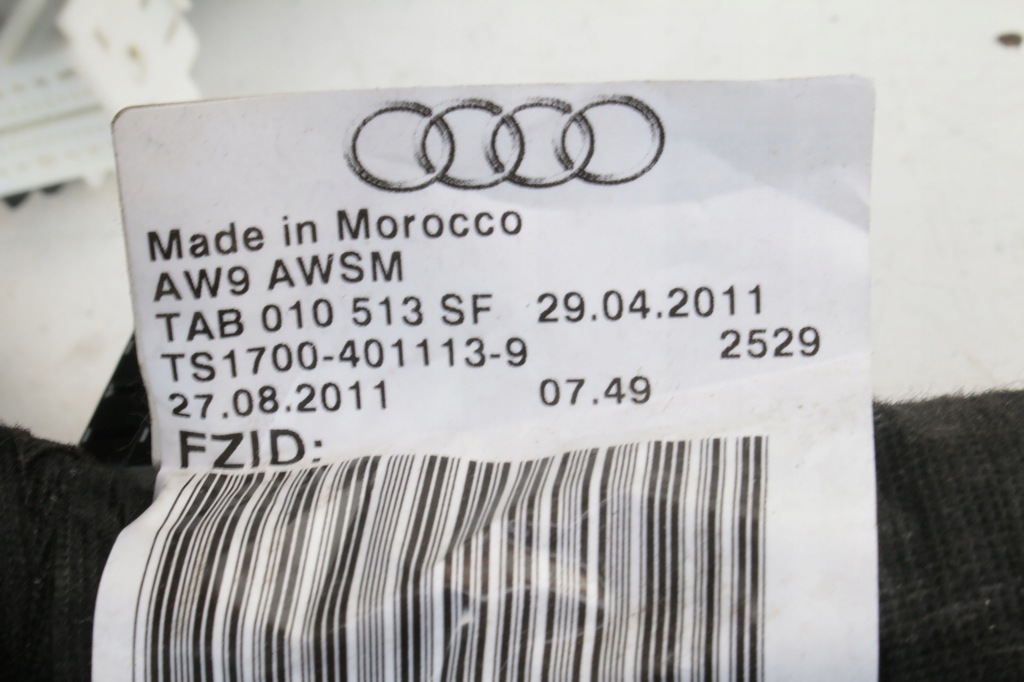 Made in Morocco
AW9 AWSM
TAB 010 513 SF 29.04.2011
TS1700-401113-9 2529
27.08.2011 07.49
FZID: